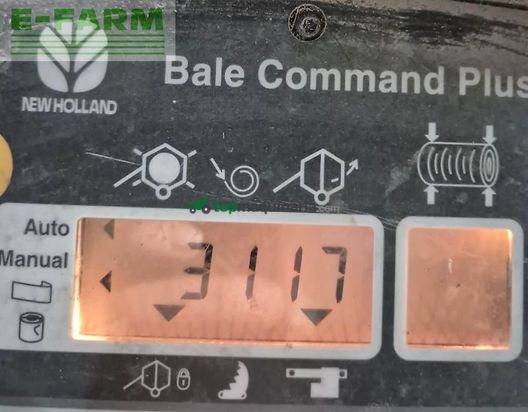 E-FARM
NEW HOLLAND
Bale Command Plus
Auto
Manual
3117